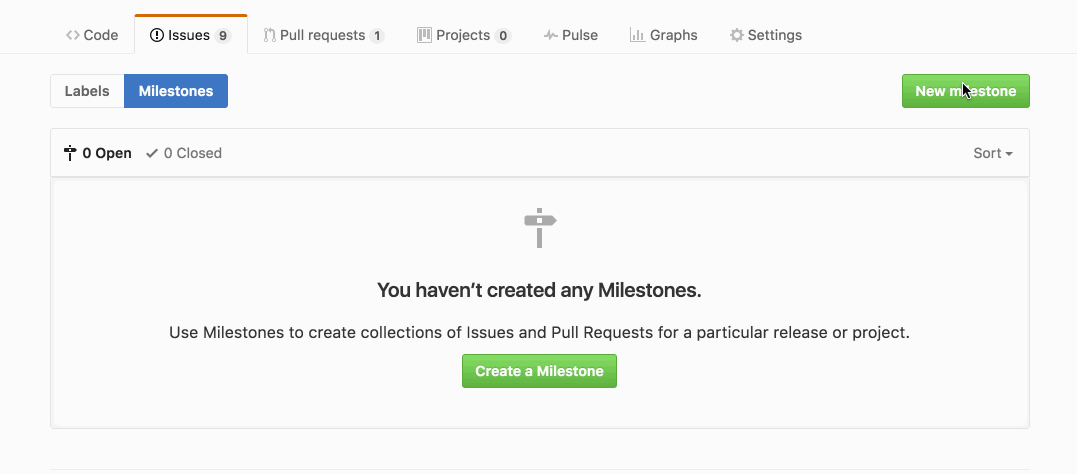 Code Issues 9 Pull requests 1 Projects 0 Pulse Graphs Settings
Labels Milestones New milestone
0 Open 0 Closed Sort
You haven't created any Milestones.
Use Milestones to create collections of Issues and Pull Requests for a particular release or project.
Create a Milestone